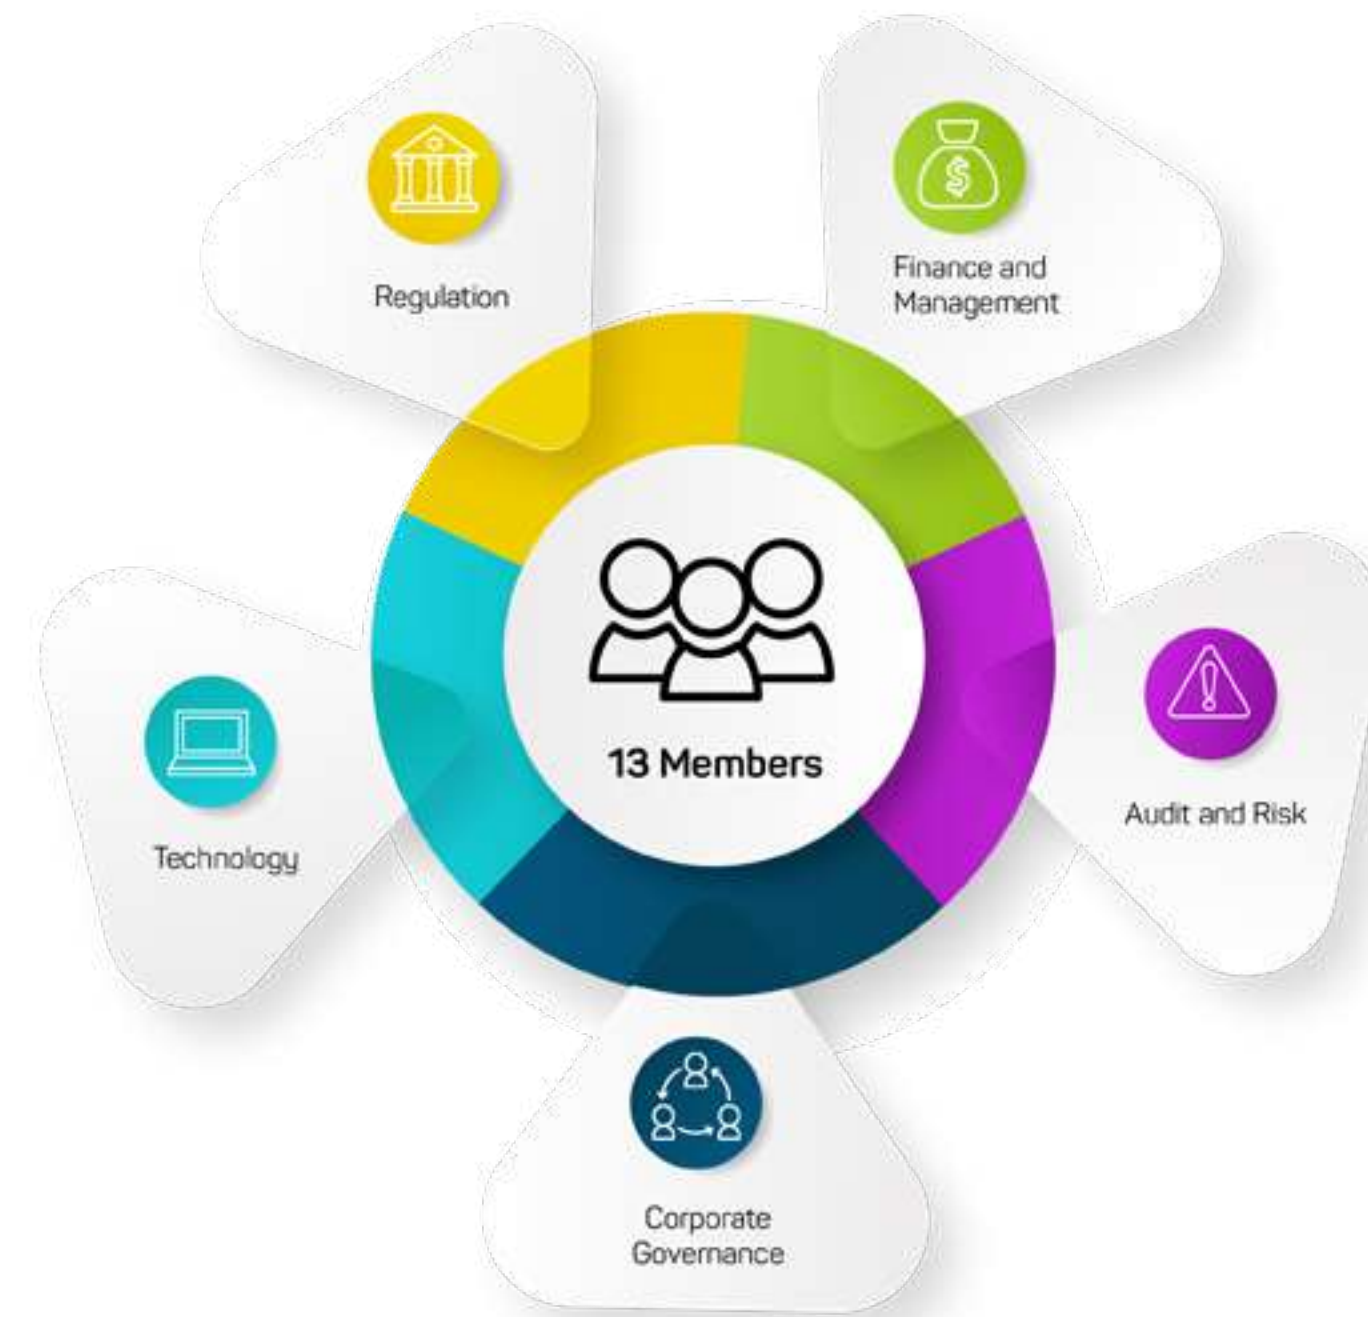 Regulation
Finance and
Management
13 Members
Audit and Risk
Technology
Corporate
Governance